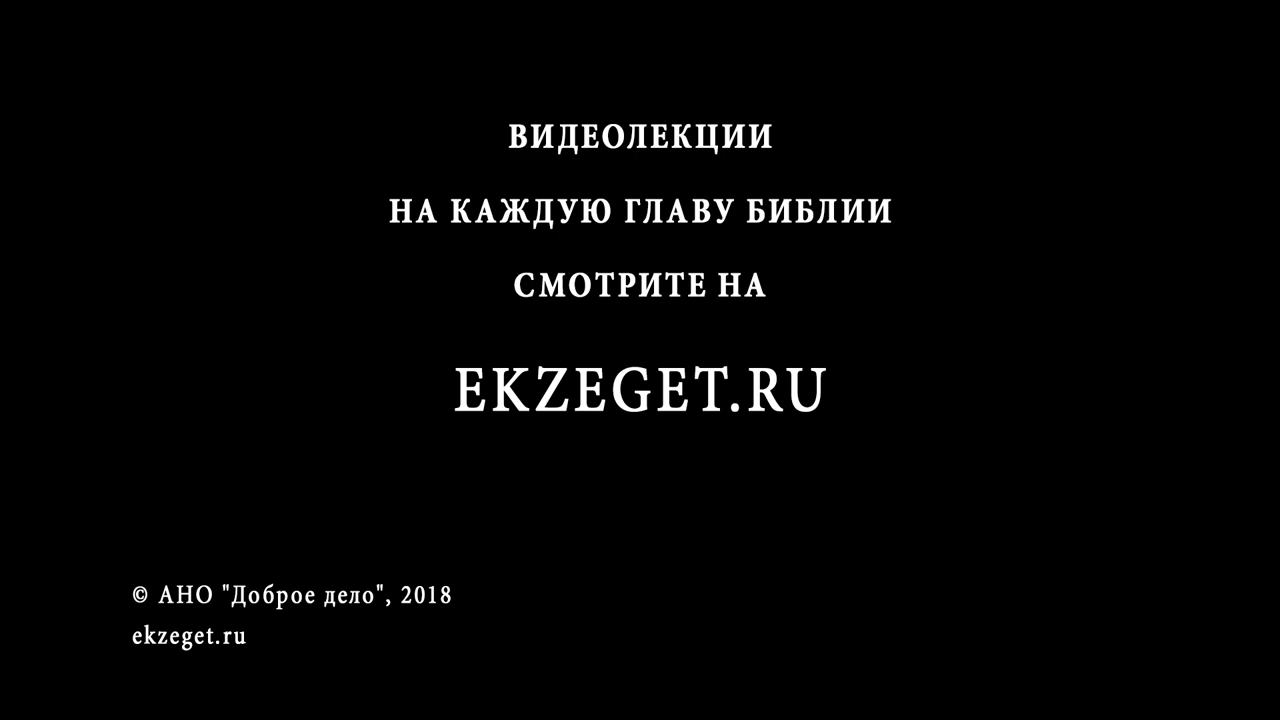 ВИДЕОЛЕКЦИИ
НА КАЖДУЮ ГЛАВУ БИБЛИИ
СМОТРИТЕ НА
EKZEGET.RU
© АНО "Доброе дело", 2018
ekzeget.ru